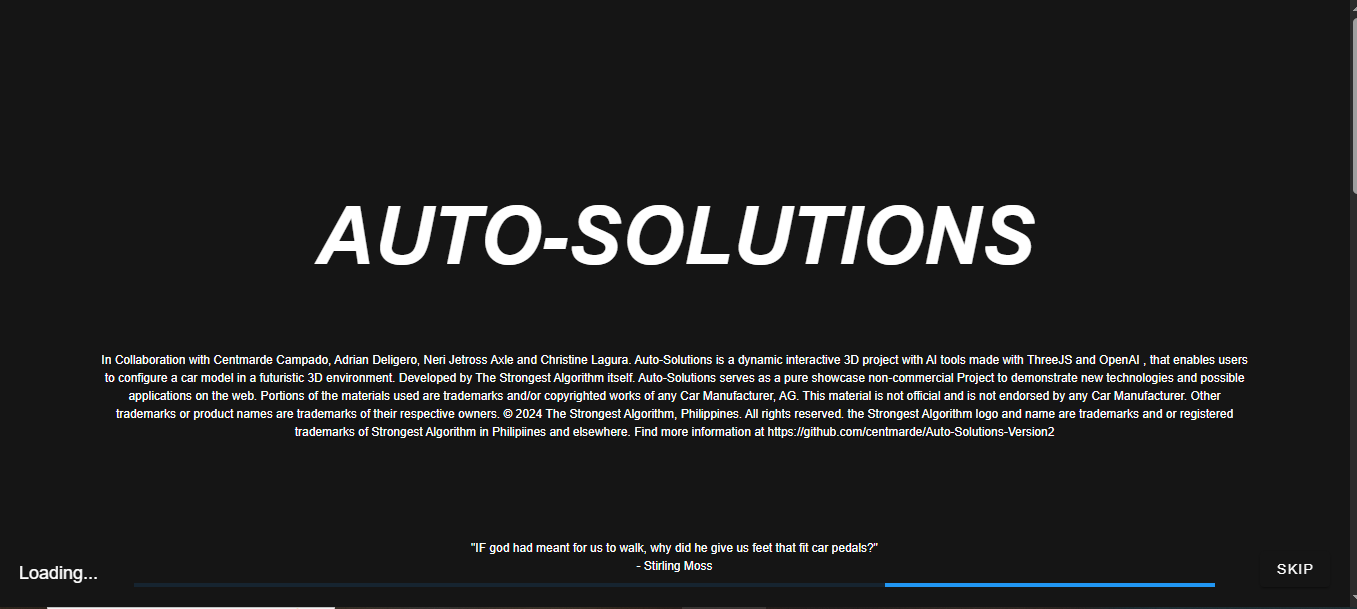 AUTO-SOLUTIONS
In Collaboration with Centmarde Campado, Adrian Deligero, Neri Jetross Axle and Christine Lagura. Auto-Solutions is a dynamic interactive 3D project with AI tools made with ThreeJS and OpenAI , that enables users
to configure a car model in a futuristic 3D environment. Developed by The Strongest Algorithm itself. Auto-Solutions serves as a pure showcase non-commercial Project to demonstrate new technologies and possible
applications on the web. Portions of the materials used are trademarks and/or copyrighted works of any Car Manufacturer, AG. This material is not official and is not endorsed by any Car Manufacturer. Other
trademarks or product names are trademarks of their respective owners. © 2024 The Strongest Algorithm, Philippines. All rights reserved. the Strongest Algorithm logo and name are trademarks and or registered
trademarks of Strongest Algorithm in Philipiines and elsewhere. Find more information at https://github.com/centmarde/Auto-Solutions-Version2
"IF god had meant for us to walk, why did he give us feet that fit car pedals?"
- Stirling Moss
Loading...
SKIP